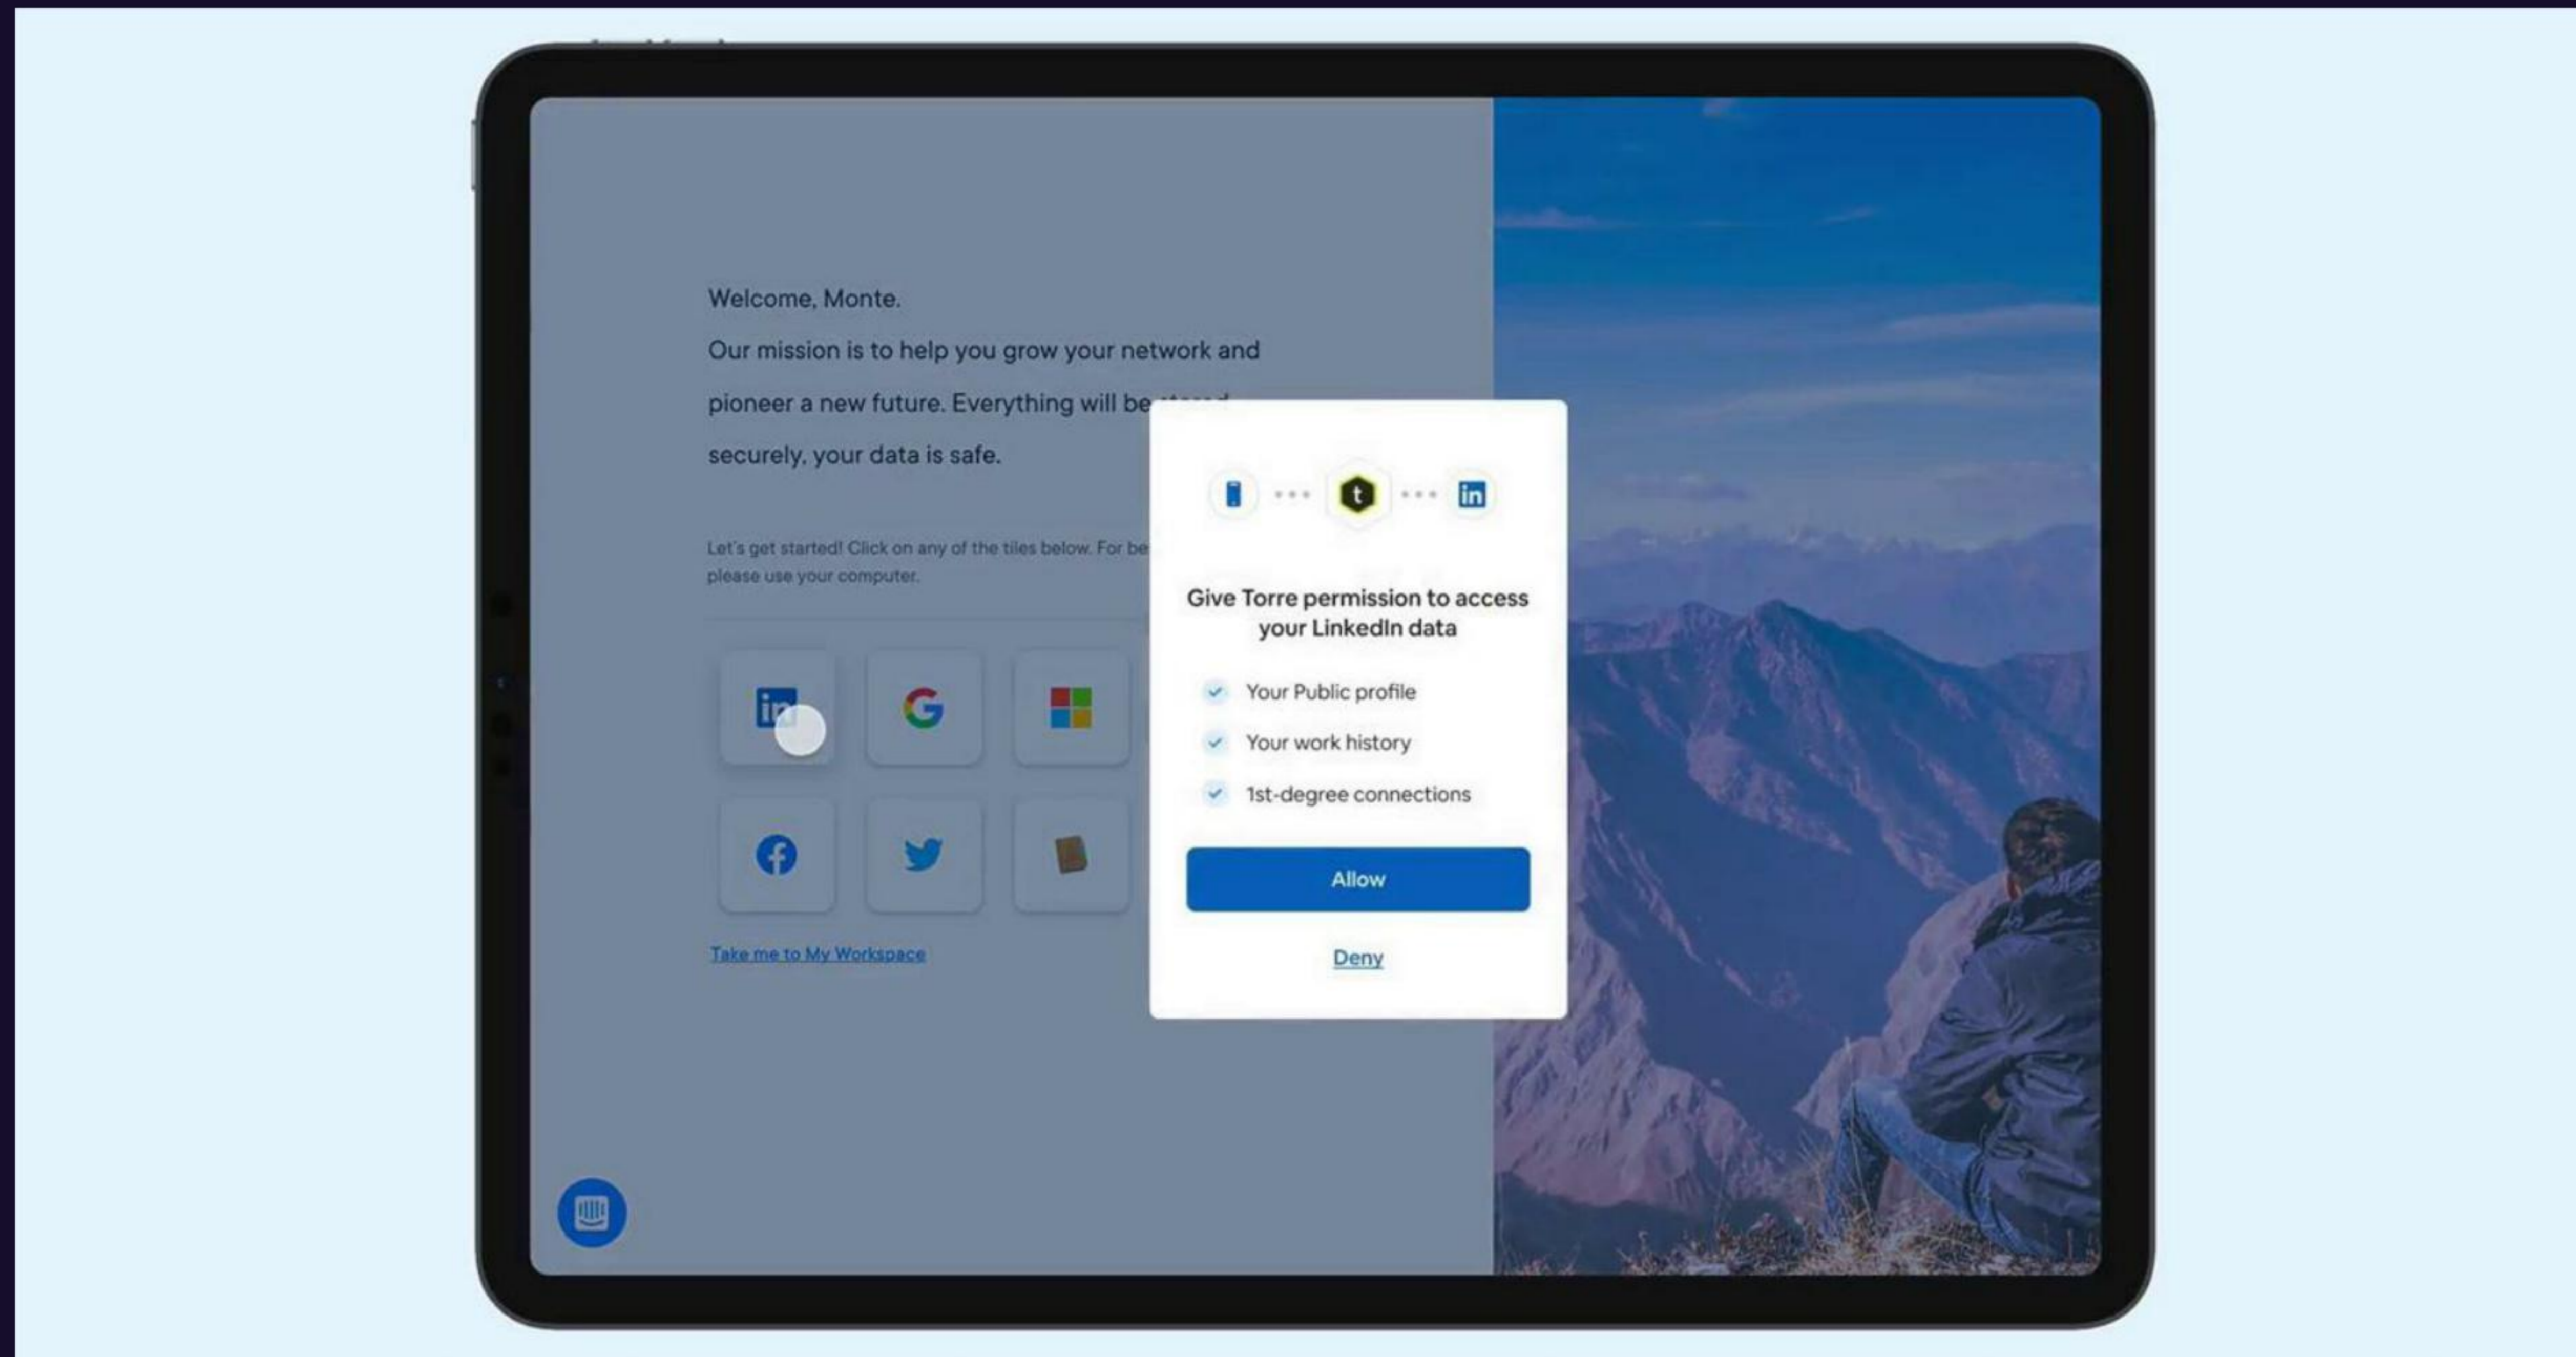 Welcome, Monte.
Our mission is to help you grow your network and
pioneer a new future. Everything will be
securely, your data is safe.
Let's get started! Click on any of the tiles below. For be
please use your computer.
in
G
Take me to My Workspace
t
in
Give Torre permission to access
your LinkedIn data
Your Public profile
Your work history
1st-degree connections
Allow
Deny